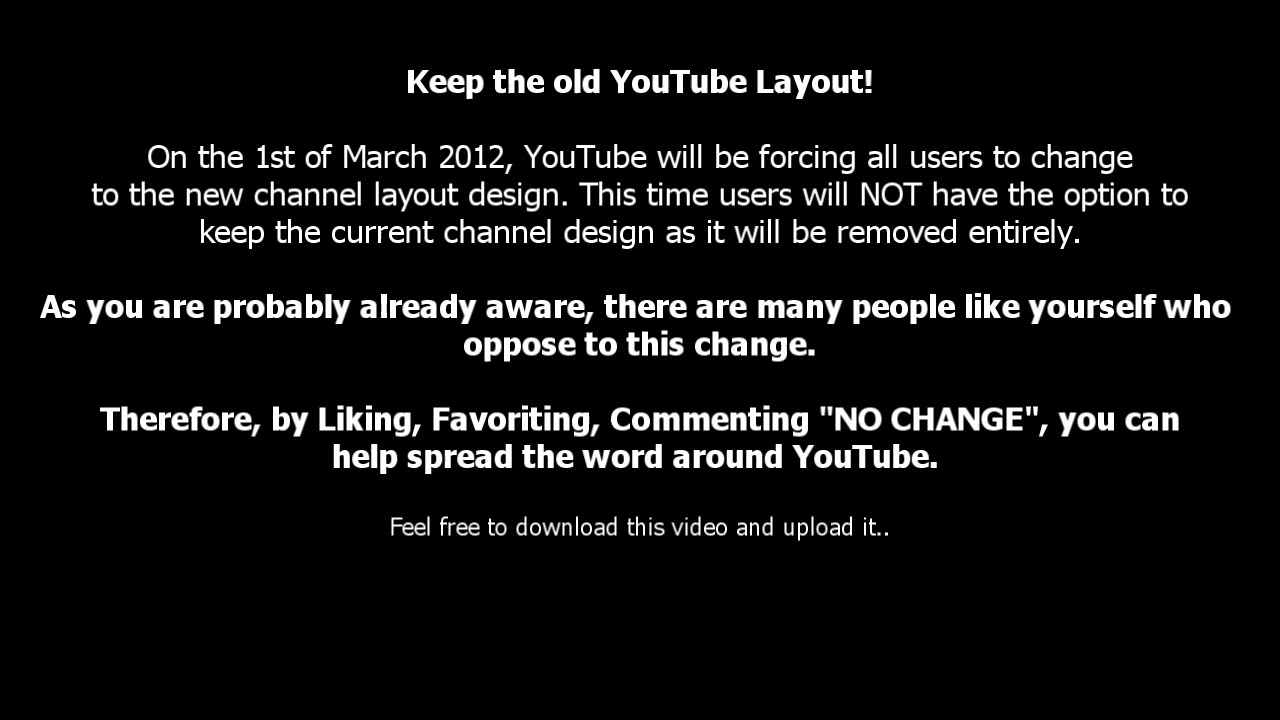 Keep the old YouTube Layout!
On the 1st of March 2012, YouTube will be forcing all users to change
to the new channel layout design. This time users will NOT have the option to
keep the current channel design as it will be removed entirely.
As you are probably already aware, there are many people like yourself who
oppose to this change.
Therefore, by Liking, Favoriting, Commenting "NO CHANGE", you can
help spread the word around YouTube.
Feel free to download this video and upload it..